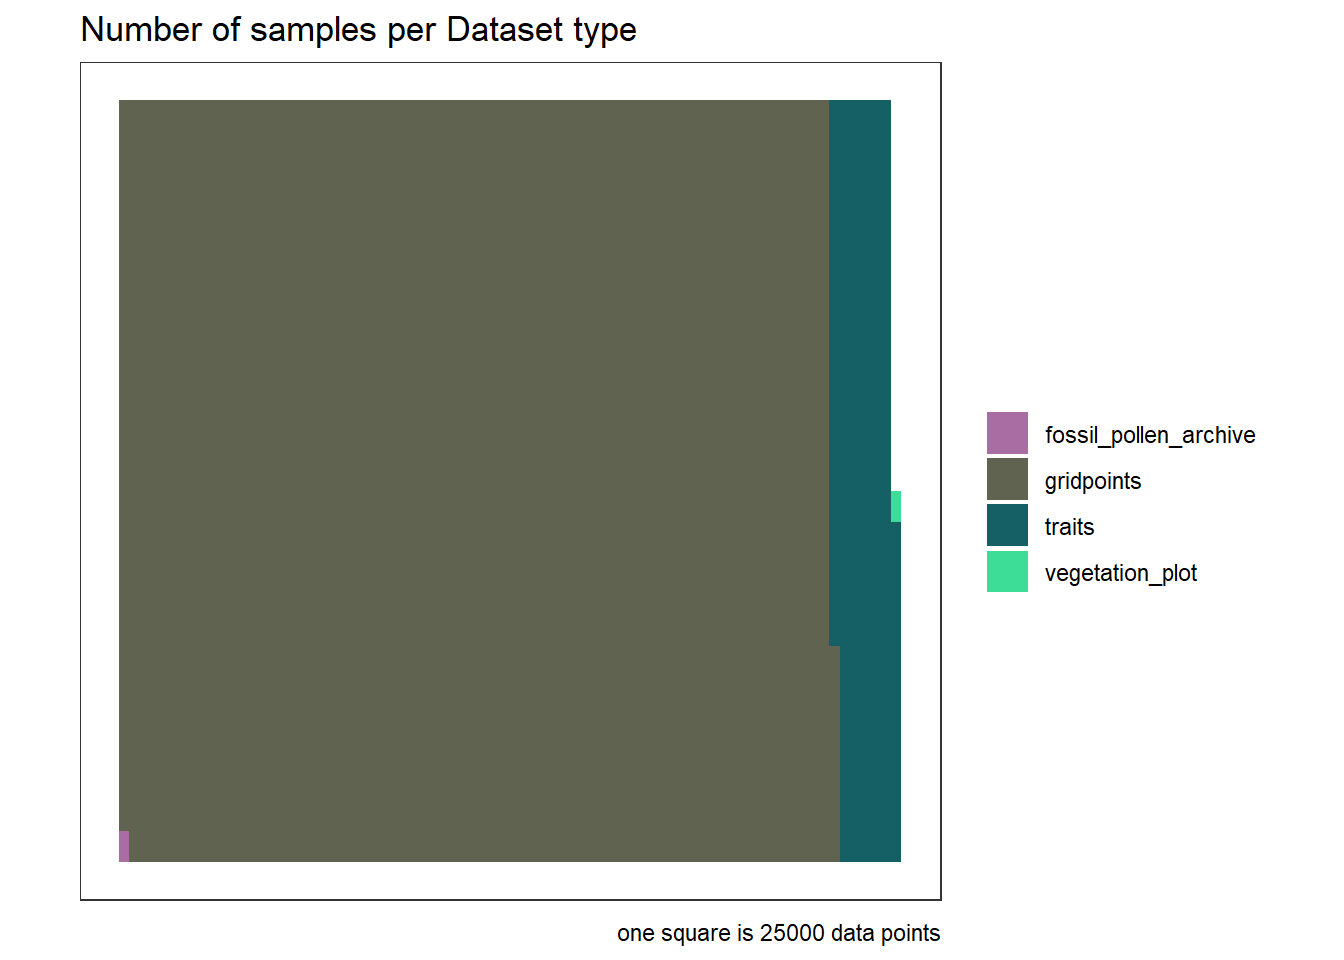 Number of samples per Dataset type
fossil_pollen_archive
gridpoints
traits
vegetation_plot
one square is 25000 data points